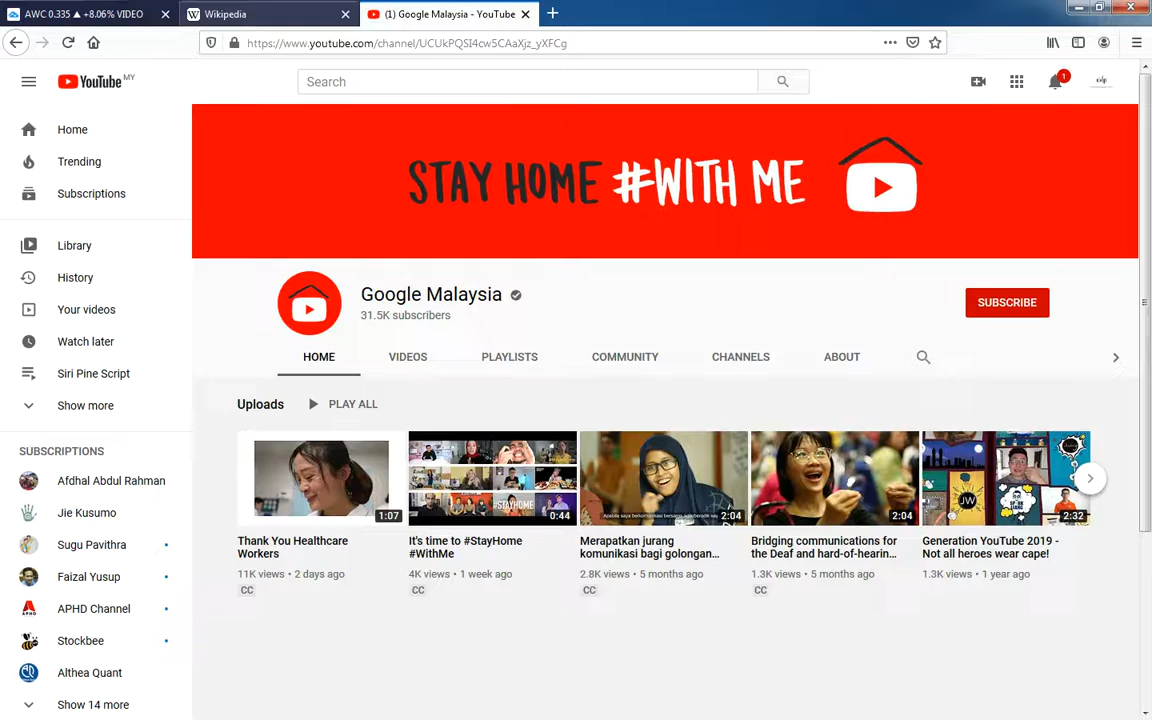 AWC 0.335 ▲ +8.06% VIDEO
Wikipedia
(1) Google Malaysia - YouTube
https://www.youtube.com/channel/UCUkPQSI4cw5CAaXjz_yXFCg
YouTube MY
Search
1
Home
Trending
Subscriptions
Library
History
Your videos
Watch later
Siri Pine Script
Show more
SUBSCRIPTIONS
Afdhal Abdul Rahman
Jie Kusumo
Sugu Pavithra
Faizal Yusup
APHD Channel
Stockbee
Althea Quant
Show 14 more
STAY HOME #WITH ME
Google Malaysia
31.5K subscribers
SUBSCRIBE
HOME VIDEOS PLAYLISTS COMMUNITY CHANNELS ABOUT
Uploads PLAY ALL
1:07
#STAYHOME
0:44
2:04
2:04
JW
2:32
Thank You Healthcare
Workers
11K views • 2 days ago
CC
It's time to #StayHome
#WithMe
4K views • 1 week ago
CC
Merapatkan jurang
komunikasi bagi golongan...
2.8K views • 5 months ago
CC
Bridging communications for
the Deaf and hard-of-hearin...
1.3K views • 5 months ago
CC
Generation YouTube 2019 -
Not all heroes wear cape!
1.3K views • 1 year ago